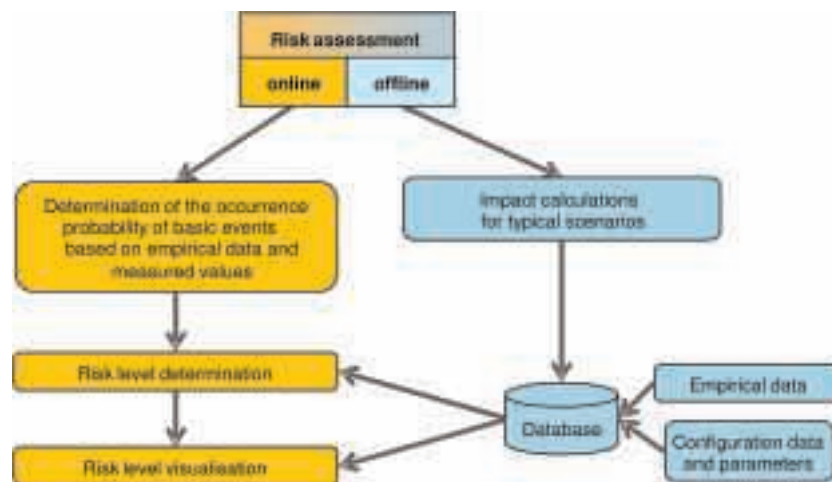 Risk assessment
online
offline
Determination of the occurrence
probability of basic events
based on empirical data and
measured values
Impact calculations
for typical scenarios
Risk level determination
Database
Empirical data
Configuration data
and parameters
Risk level visualisation